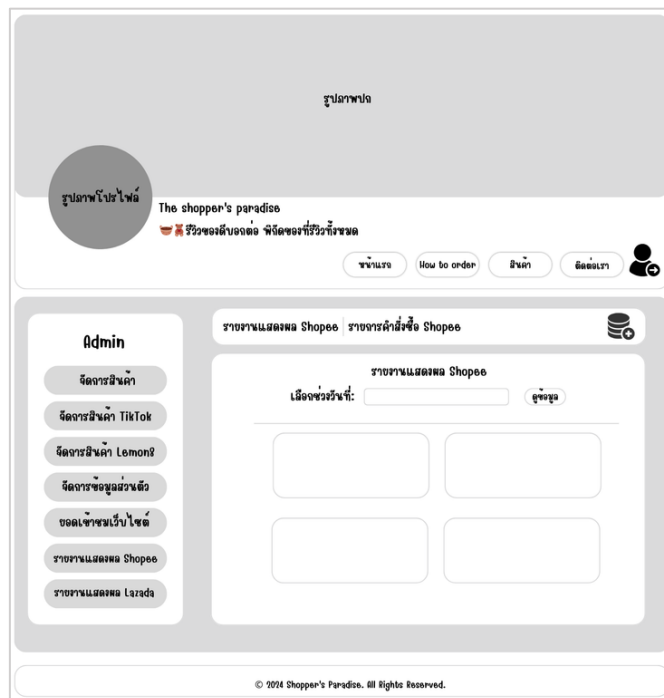 รูปภาพปก
รูปภาพโปรไฟล์
The shopper's paradise
รีวิวของดีบอกต่อ พิกัดของที่รีวิวทั้งหมด
หน้าแรก
How to order
สินค้า
ติดต่อเรา
Admin
จัดการสินค้า
จัดการสินค้า TikTok
จัดการสินค้า Lemon8
จัดการข้อมูลส่วนตัว
ยอดเข้าชมเว็บไซต์
รายงานแสดงผล Shopee
รายงานแสดงผล Lazada
รายงานแสดงผล Shopee รายการคำสั่งซื้อ Shopee
รายงานแสดงผล Shopee
เลือกช่วงวันที่:
ดูข้อมูล
© 2024 Shopper's Paradise. All Rights Reserved.